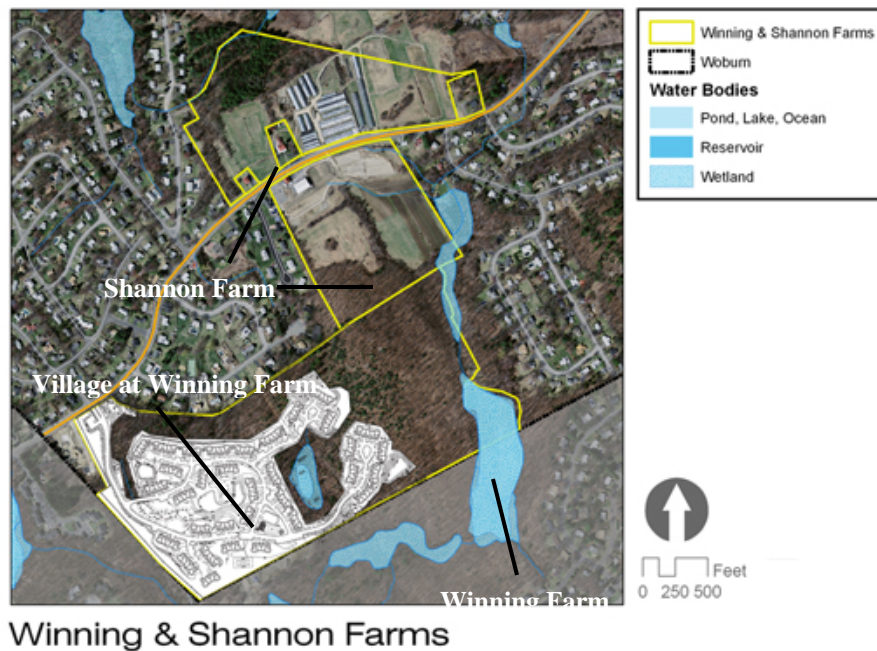 Winning & Shannon Farms
Woburn
Water Bodies
Pond, Lake, Ocean
Reservoir
Wetland
Shannon Farm
Village at Winning Farm
Winning Farm
Feet
0 250 500
Winning & Shannon Farms